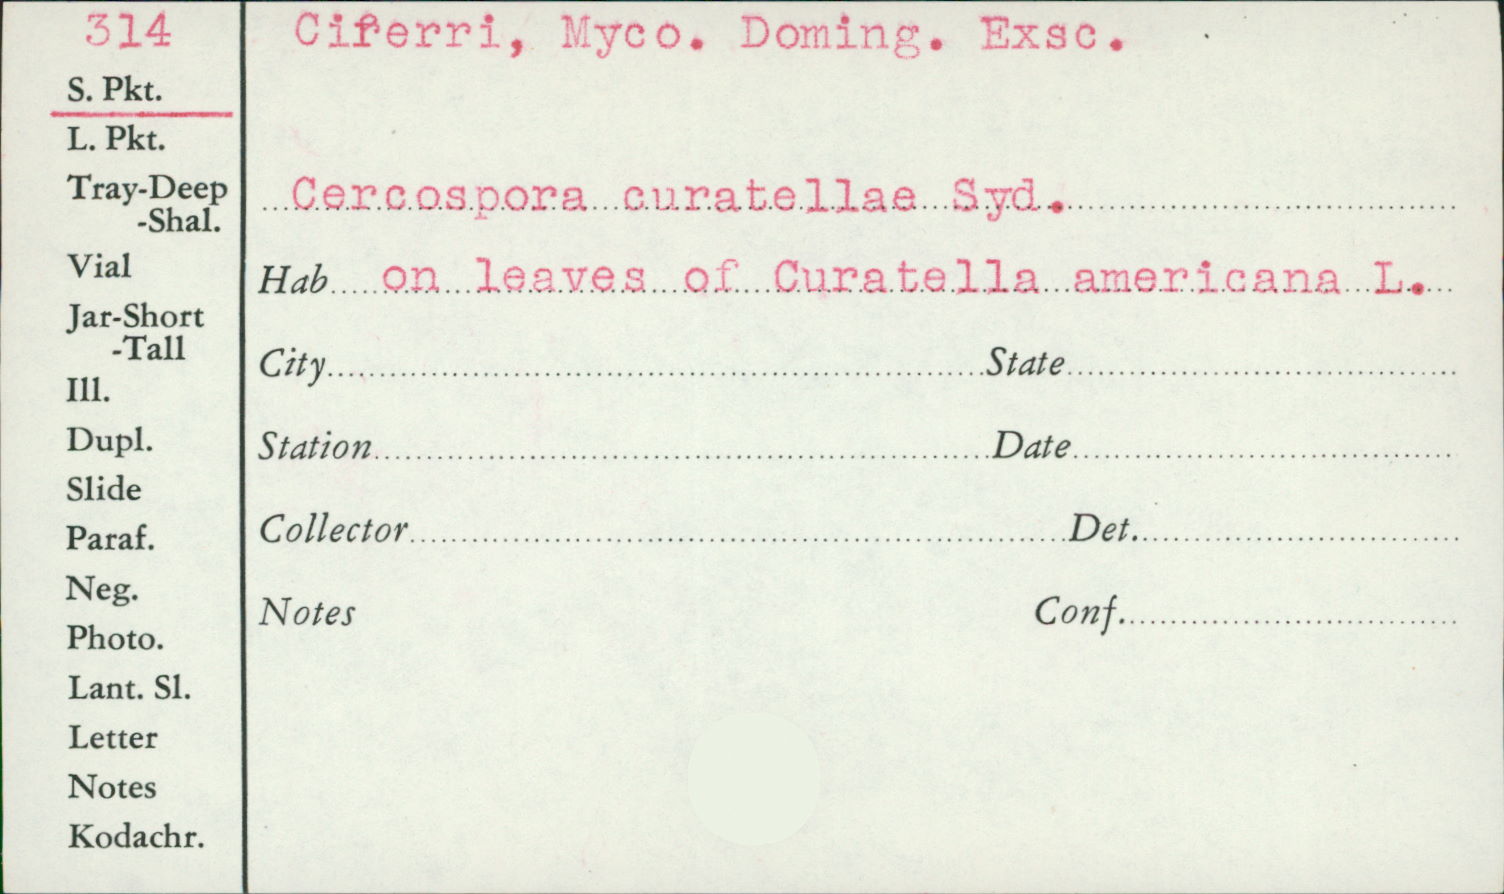 314
S. Pkt.
L. Pkt.
Tray-Deep
-Shal.
Vial
Jar-Short
-Tall
Ill.
Dupl.
Slide
Paraf.
Neg.
Photo.
Lant. Sl.
Letter
Notes
Kodachr.
Ciferri, Myco. Doming. Exsc.
Cercospora curatellae Syd.
Hab on leaves of Curatella americana L.
City State
Station Date
Collector Det.
Notes Conf.